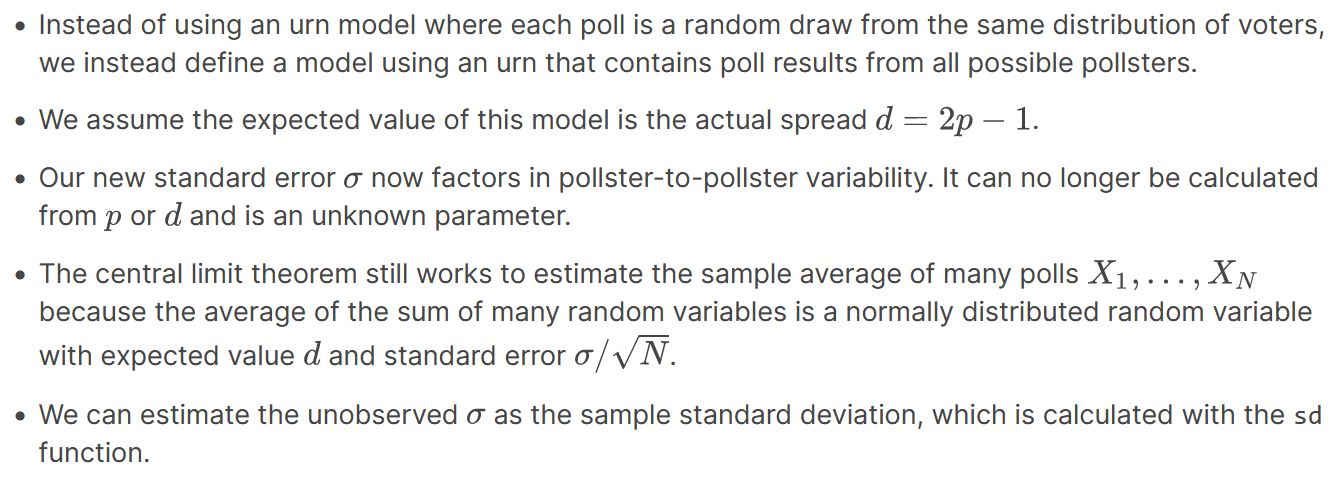 • Instead of using an urn model where each poll is a random draw from the same distribution of voters,
we instead define a model using an urn that contains poll results from all possible pollsters.
• We assume the expected value of this model is the actual spread d = 2p − 1.
• Our new standard error σ now factors in pollster-to-pollster variability. It can no longer be calculated
from p or d and is an unknown parameter.
• The central limit theorem still works to estimate the sample average of many polls X₁, . . . , X_N
because the average of the sum of many random variables is a normally distributed random variable
with expected value d and standard error σ/√N.
• We can estimate the unobserved σ as the sample standard deviation, which is calculated with the sd
function.